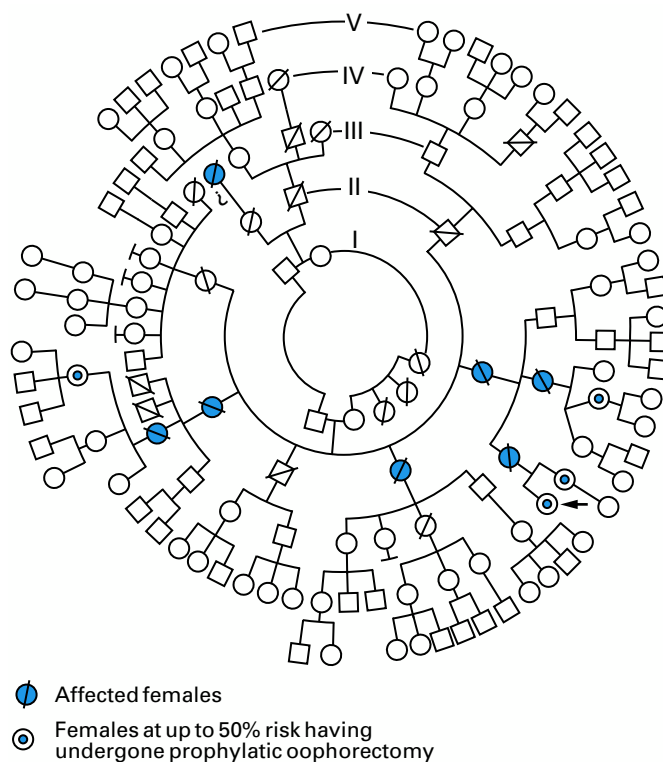 V
IV
III
II
I
¿
Affected females
Females at up to 50% risk having
undergone prophylatic oophorectomy